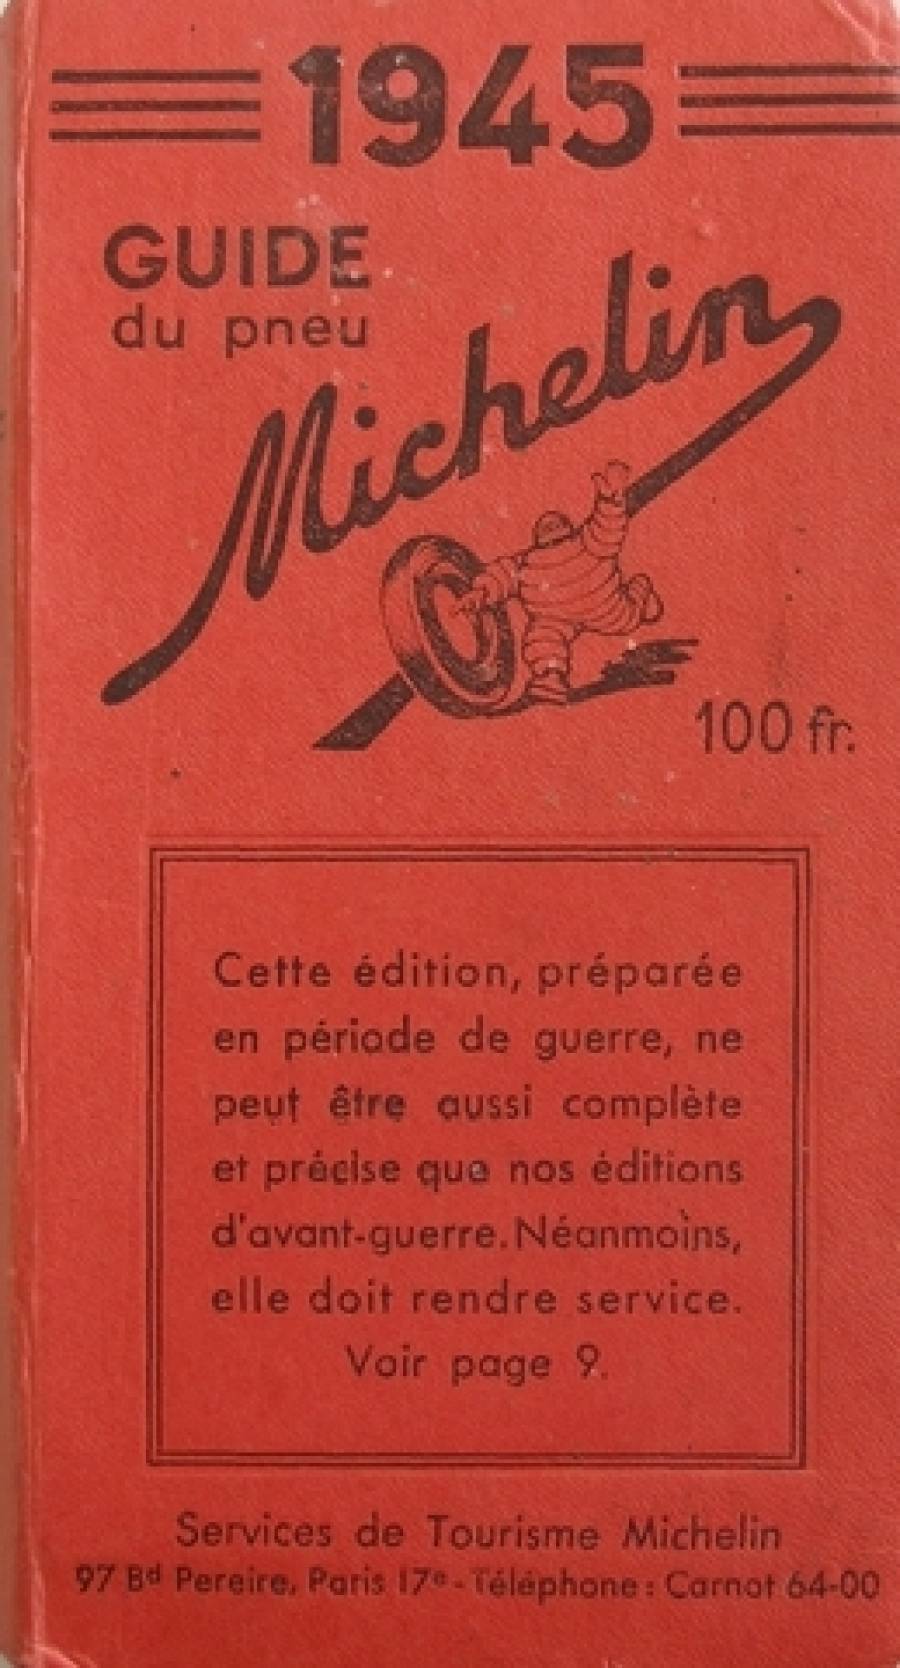 1945
GUIDE
du pneu
Michelin
100 fr.
Cette édition, préparée
en période de guerre, ne
peut être aussi complète
et précise que nos éditions
d'avant-guerre. Néanmoins,
elle doit rendre service.
Voir page 9.
Services de Tourisme Michelin
97 Bd Pereire, Paris 17e - Téléphone : Carnot 64-00